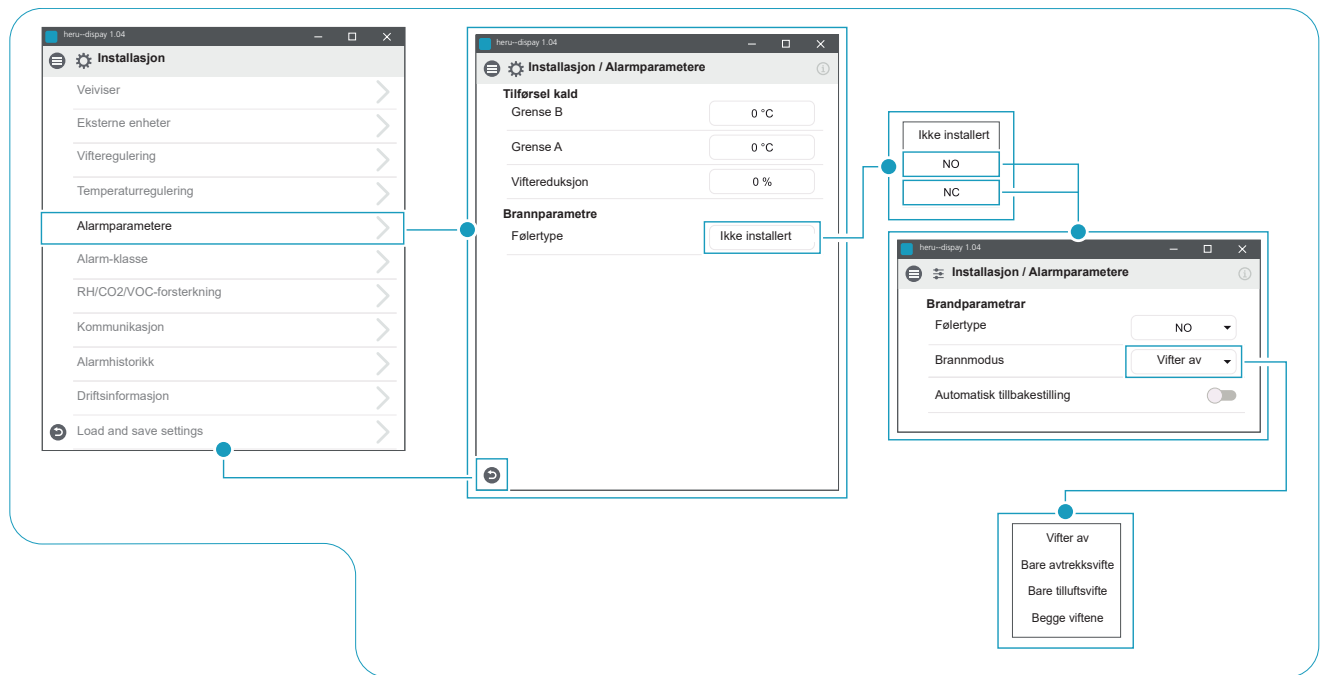 heru--dispay 1.04
Installasjon
Veiviser
Eksterne enheter
Vifteregulering
Temperaturregulering
Alarmparametere
Alarm-klasse
RH/CO2/VOC-forsterkning
Kommunikasjon
Alarmhistorikk
Driftsinformasjon
Load and save settings
heru--dispay 1.04
Installasjon / Alarmparametere
Tilførsel kald
Grense B 0 °C
Grense A 0 °C
Viftereduksjon 0 %
Brannparametre
Følertype Ikke installert
Ikke installert
NO
NC
heru--dispay 1.04
Installasjon / Alarmparametere
Brandparametrar
Følertype NO
Brannmodus Vifter av
Automatisk tillbakestilling
Vifter av
Bare avtrekksvifte
Bare tilluftsvifte
Begge viftene